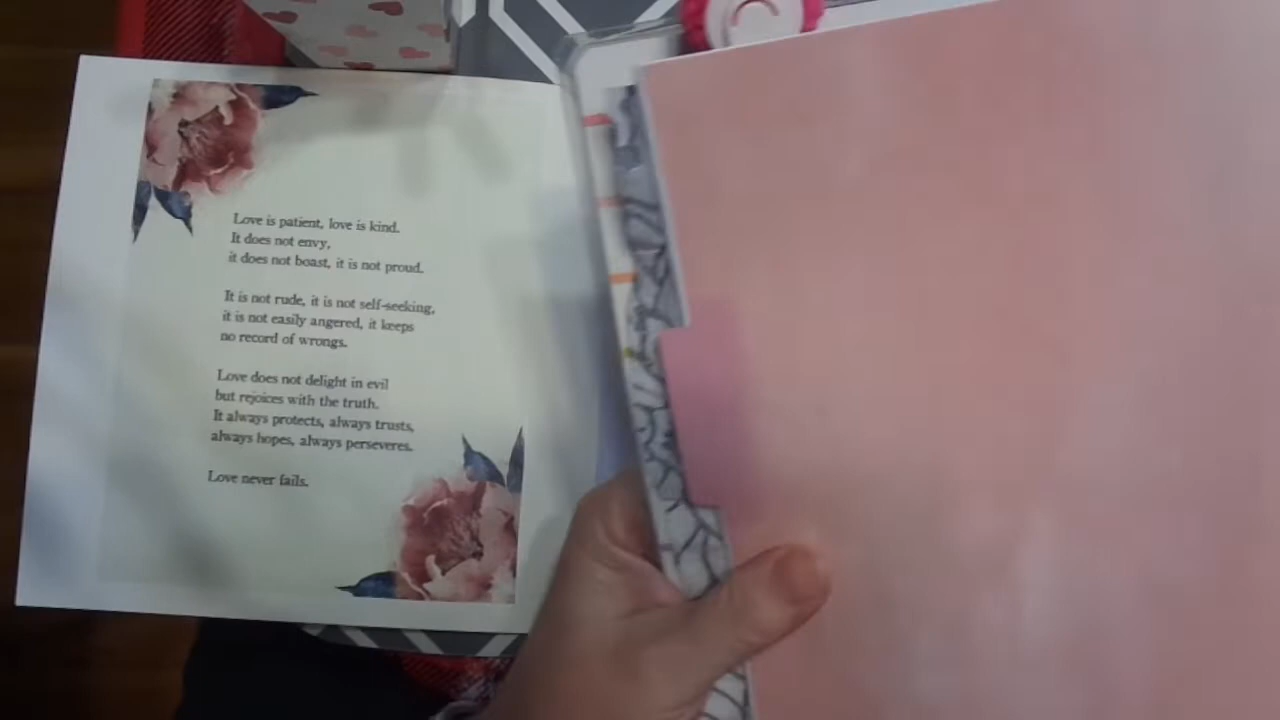 Love is patient, love is kind.
It does not envy,
it does not boast, it is not proud.
It is not rude, it is not self-seeking,
it is not easily angered, it keeps
no record of wrongs.
Love does not delight in evil
but rejoices with the truth.
It always protects, always trusts,
always hopes, always perseveres.
Love never fails.